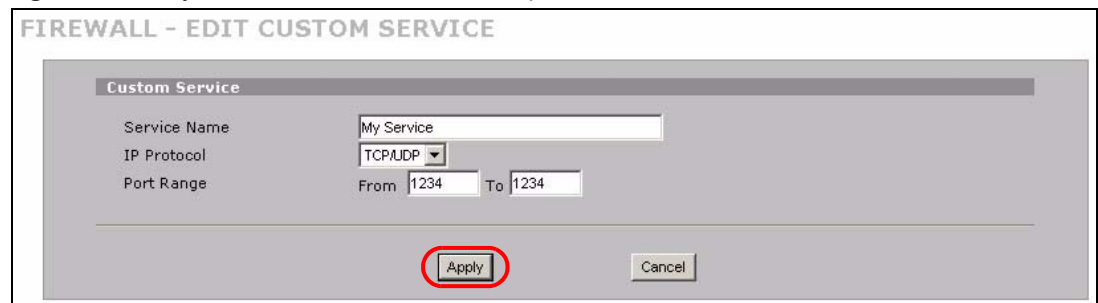 FIREWALL - EDIT CUSTOM SERVICE
Custom Service
Service Name My Service
IP Protocol TCP/UDP
Port Range From 1234 To 1234
Apply Cancel